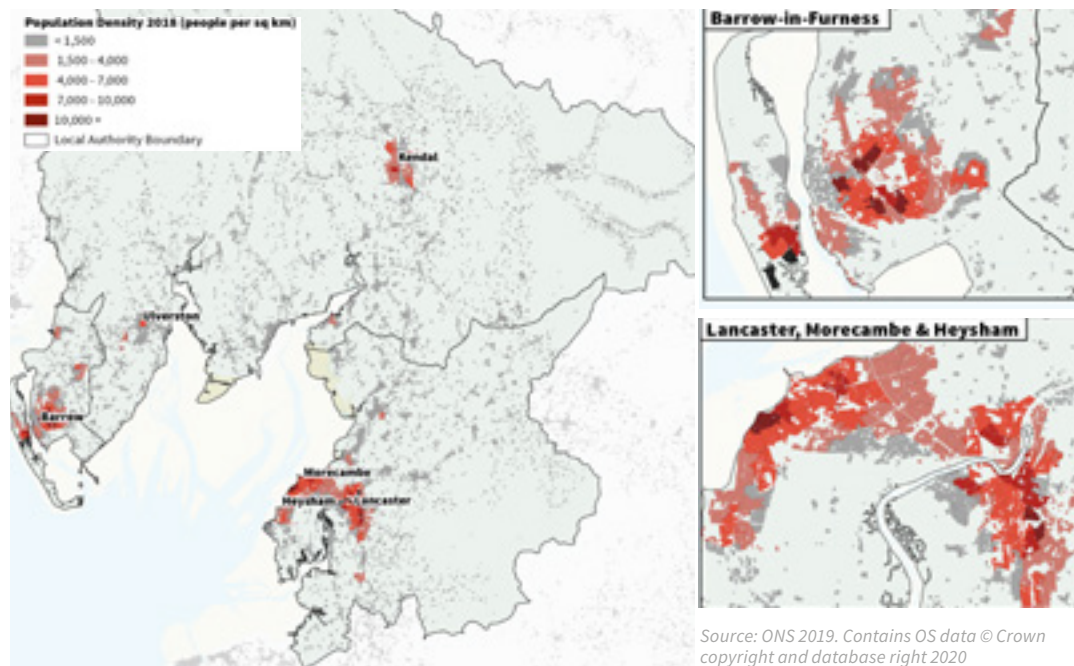 Population Density 2018 (people per sq km)
< 1,500
1,500 - 4,000
4,000 - 7,000
7,000 - 10,000
10,000 +
Local Authority Boundary
Kendal
Ulverston
Barrow
Morecambe
Heysham
Lancaster
Barrow-in-Furness
Lancaster, Morecambe & Heysham
Source: ONS 2019. Contains OS data © Crown
copyright and database right 2020